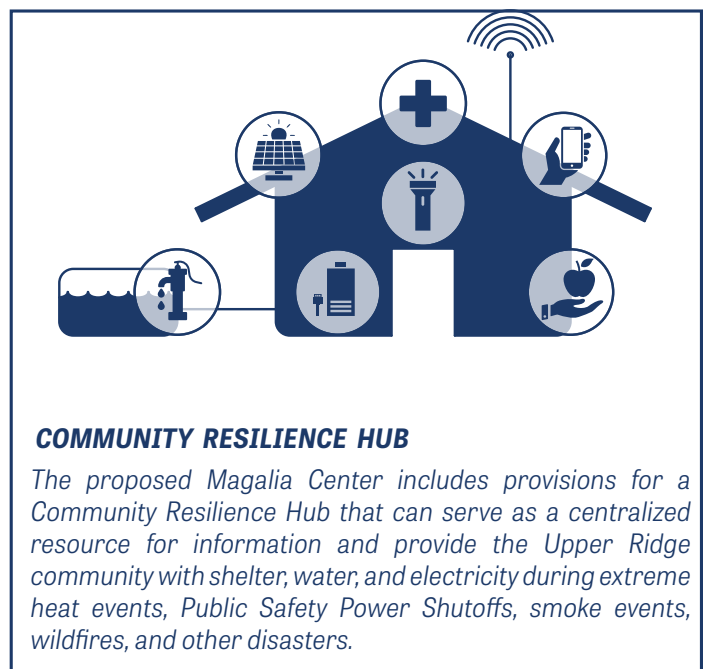 COMMUNITY RESILIENCE HUB
The proposed Magalia Center includes provisions for a
Community Resilience Hub that can serve as a centralized
resource for information and provide the Upper Ridge
community with shelter, water, and electricity during extreme
heat events, Public Safety Power Shutoffs, smoke events,
wildfires, and other disasters.